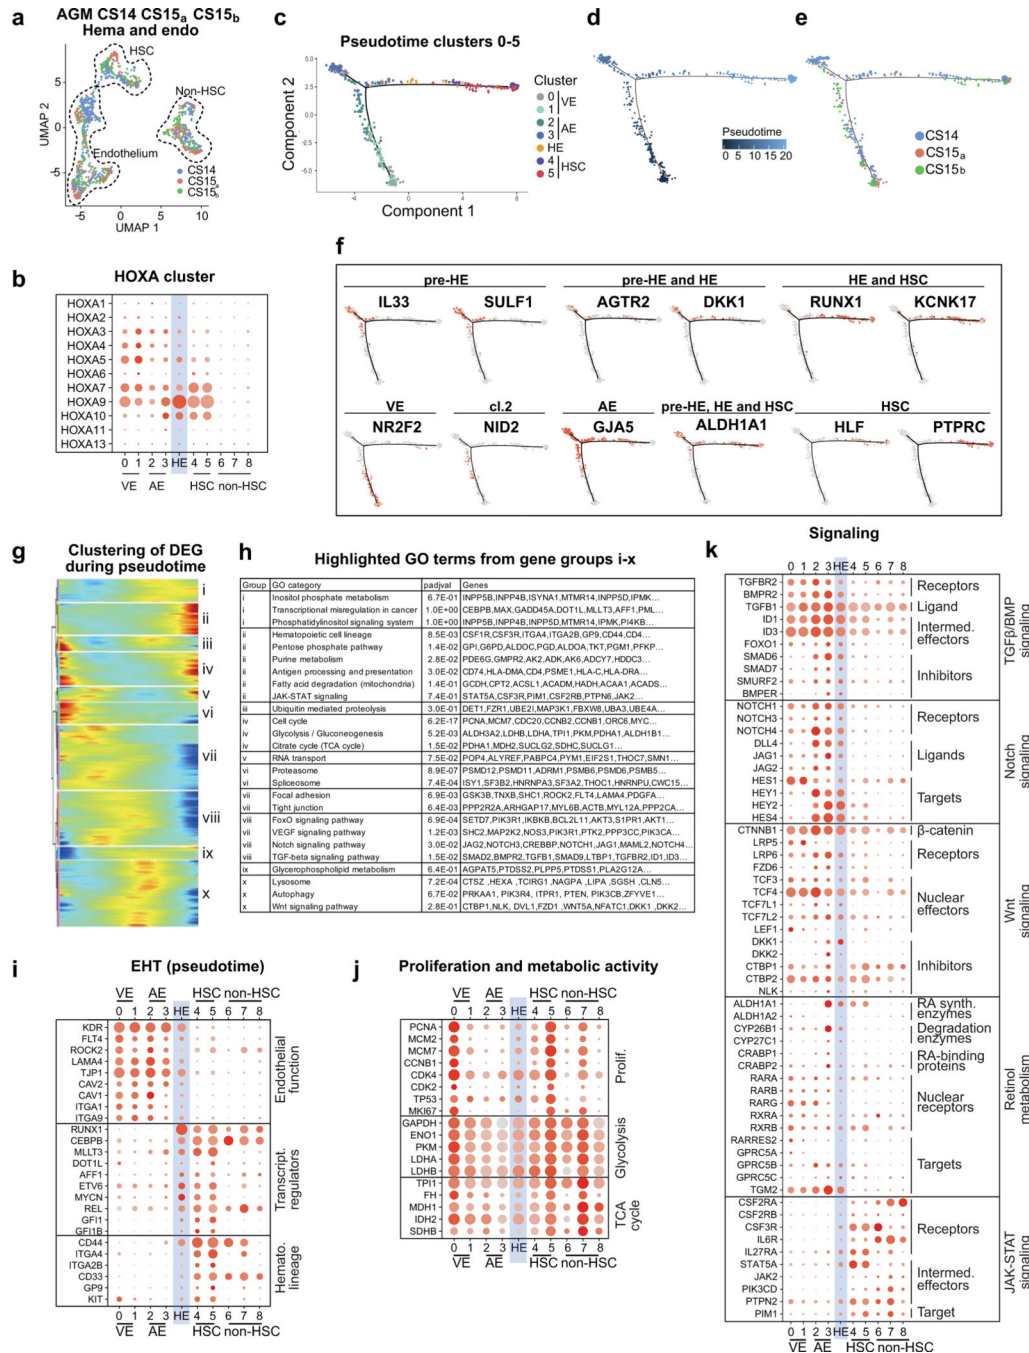 a
AGM CS14 CS15a CS15b
Hema and endo
HSC
Non-HSC
Endothelium
CS14
CS15a
CS15b
UMAP 2
5
0
-5
-5 0 5 10
UMAP 1
c
Pseudotime clusters 0-5
Component 2
5.0
2.5
0.0
-2.5
-5.0
-4 0 4 8
Component 1
Cluster
0
1
VE
2
3
AE
HE
4
5
HSC
d
Pseudotime
0 5 10 15 20
e
CS14
CS15a
CS15b
b
HOXA cluster
HOXA1
HOXA2
HOXA3
HOXA4
HOXA5
HOXA6
HOXA7
HOXA9
HOXA10
HOXA11
HOXA13
0 1 2 3 HE 4 5 6 7 8
VE AE HSC non-HSC
f
pre-HE pre-HE and HE HE and HSC
IL33 SULF1 AGTR2 DKK1 RUNX1 KCNK17
VE cl.2 AE pre-HE, HE and HSC HSC
NR2F2 NID2 GJA5 ALDH1A1 HLF PTPRC
g
Clustering of DEG
during pseudotime
i
ii
iii
iv
v
vi
vii
viii
ix
x
h
Highlighted GO terms from gene groups i-x
Group GO category padjval Genes
i Inositol phosphate metabolism 6.7E-01 INPP5B,INPP4B,ISYNA1,MTMR14,INPP5D,IPMK...
i Transcriptional misregulation in cancer 1.0E+00 CEBPB,MAX,GADD45A,DOT1L,MLLT3,AFF1,PML...
i Phosphatidylinositol signaling system 1.0E+00 INPP5B,INPP4B,INPP5D,MTMR14,IPMK,PI4KB...
ii Hematopoietic cell lineage 8.5E-03 CSF1R,CSF3R,ITGA4,ITGA2B,GP9,CD44,CD4...
ii Pentose phosphate pathway 1.4E-02 GPI,G6PD,ALDOC,PGD,ALDOA,TKT,PGM1,PFKP...
ii Purine metabolism 2.8E-02 PDE6G,GMPR2,AK2,ADK,AK6,ADCY7,HDDC3...
ii Antigen processing and presentation 3.0E-02 CD74,HLA-DMA,CD4,PSME1,HLA-C,HLA-DRA...
ii Fatty acid degradation (mitochondria) 1.4E-01 GCDH,CPT2,ACSL1,ACADM,HADH,ACAA1,ACADS...
ii JAK-STAT signaling 7.4E-01 STAT5A,CSF3R,PIM1,CSF2RB,PTPN6,JAK2...
iii Ubiquitin mediated proteolysis 3.0E-01 DET1,FZR1,UBE2I,MAP3K1,FBXW8,UBA3,UBE4A...
iv Cell cycle 6.2E-17 PCNA,MCM7,CDC20,CCNB2,CCNB1,ORC6,MYC...
iv Glycolysis / Gluconeogenesis 5.2E-03 ALDH3A2,LDHB,LDHA,TPI1,PKM,PDHA1,ALDH1B1...
iv Citrate cycle (TCA cycle) 1.5E-02 PDHA1,MDH2,SUCLG2,SDHC,SUCLG1...
v RNA transport 7.5E-02 POP4,ALYREF,PABPC4,PYM1,EIF2S1,THOC7,SMN1...
vi Proteasome 8.9E-07 PSMD12,PSMD11,ADRM1,PSMB6,PSMD6,PSMB5...
vi Spliceosome 7.4E-04 ISY1,SF3B2,HNRNPA3,SF3A2,THOC1,HNRNPU,CWC15...
vii Focal adhesion 6.9E-03 GSK3B,TNXB,SHC1,ROCK2,FLT4,LAMA4,PDGFA...
vii Tight junction 6.4E-03 PPP2R2A,ARHGAP17,MYL6B,ACTB,MYL12A,PPP2CA...
viii FoxO signaling pathway 6.9E-04 SETD7,PIK3R1,IKBKB,BCL2L11,AKT3,S1PR1,AKT1...
viii VEGF signaling pathway 1.2E-03 SHC2,MAP2K2,NOS3,PIK3R1,PTK2,PPP3CC,PIK3CA...
viii Notch signaling pathway 3.0E-02 JAG2,NOTCH3,CREBBP,NOTCH1,JAG1,MAML2,NOTCH4...
viii TGF-beta signaling pathway 1.5E-02 SMAD2,BMPR2,TGFB1,SMAD9,LTBP1,TGFBR2,ID1,ID3...
ix Glycerophospholipid metabolism 6.4E-01 AGPAT5,PTDSS2,PLPP5,PTDSS1,PLA2G12A...
x Lysosome 7.2E-04 CTSZ ,HEXA ,TCIRG1 ,NAGPA ,LIPA ,SGSH ,CLN5...
x Autophagy 6.7E-02 PRKAA1, PIK3R4, ITPR1, PTEN, PIK3CB,ZFYVE1...
x Wnt signaling pathway 2.8E-01 CTBP1,NLK, DVL1,FZD1 ,WNT5A,NFATC1,DKK1 ,DKK2...
i
EHT (pseudotime)
VE AE HSC non-HSC
0 1 2 3 HE 4 5 6 7 8
KDR
FLT4
ROCK2
LAMA4
TJP1
CAV2
CAV1
ITGA1
ITGA9
Endothelial
function
RUNX1
CEBPB
MLLT3
DOT1L
AFF1
ETV6
MYCN
REL
GFI1
GFI1B
Transcript.
regulators
CD44
ITGA4
ITGA2B
CD33
GP9
KIT
Hemato.
lineage
0 1 2 3 HE 4 5 6 7 8
VE AE HSC non-HSC
j
Proliferation and metabolic activity
VE AE HSC non-HSC
0 1 2 3 HE 4 5 6 7 8
PCNA
MCM2
MCM7
CCNB1
CDK4
CDK2
TP53
MKI67
Prolif.
GAPDH
ENO1
PKM
LDHA
LDHB
Glycolysis
TPI1
FH
MDH1
IDH2
SDHB
TCA
cycle
0 1 2 3 HE 4 5 6 7 8
VE AE HSC non-HSC
k
Signaling
0 1 2 3 HE 4 5 6 7 8
TGFBR2
BMPR2
TGFB1
ID1
ID3
FOXO1
SMAD6
SMAD7
SMURF2
BMPER
Receptors
Ligand
Intermed.
effectors
Inhibitors
TGFβ/BMP
signaling
NOTCH1
NOTCH3
NOTCH4
DLL4
JAG1
JAG2
HES1
HEY1
HEY2
HES4
Receptors
Ligands
Targets
Notch
signaling
CTNNB1
LRP5
LRP6
FZD6
TCF3
TCF4
TCF7L1
TCF7L2
LEF1
DKK1
DKK2
CTBP1
CTBP2
NLK
β-catenin
Receptors
Nuclear
effectors
Inhibitors
Wnt
signaling
ALDH1A1
ALDH1A2
CYP26B1
CYP27C1
CRABP1
CRABP2
RARA
RARB
RARG
RXRA
RXRB
RARRES2
GPRC5A
GPRC5B
GPRC5C
TGM2
RA synth.
enzymes
Degradation
enzymes
RA-binding
proteins
Nuclear
receptors
Targets
Retinol
metabolism
CSF2RA
CSF2RB
CSF3R
IL6R
IL27RA
STAT5A
JAK2
PIK3CD
PTPN2
PIM1
Receptors
Intermed.
effectors
Target
JAK-STAT
signaling
0 1 2 3 HE 4 5 6 7 8
VE AE HSC non-HSC